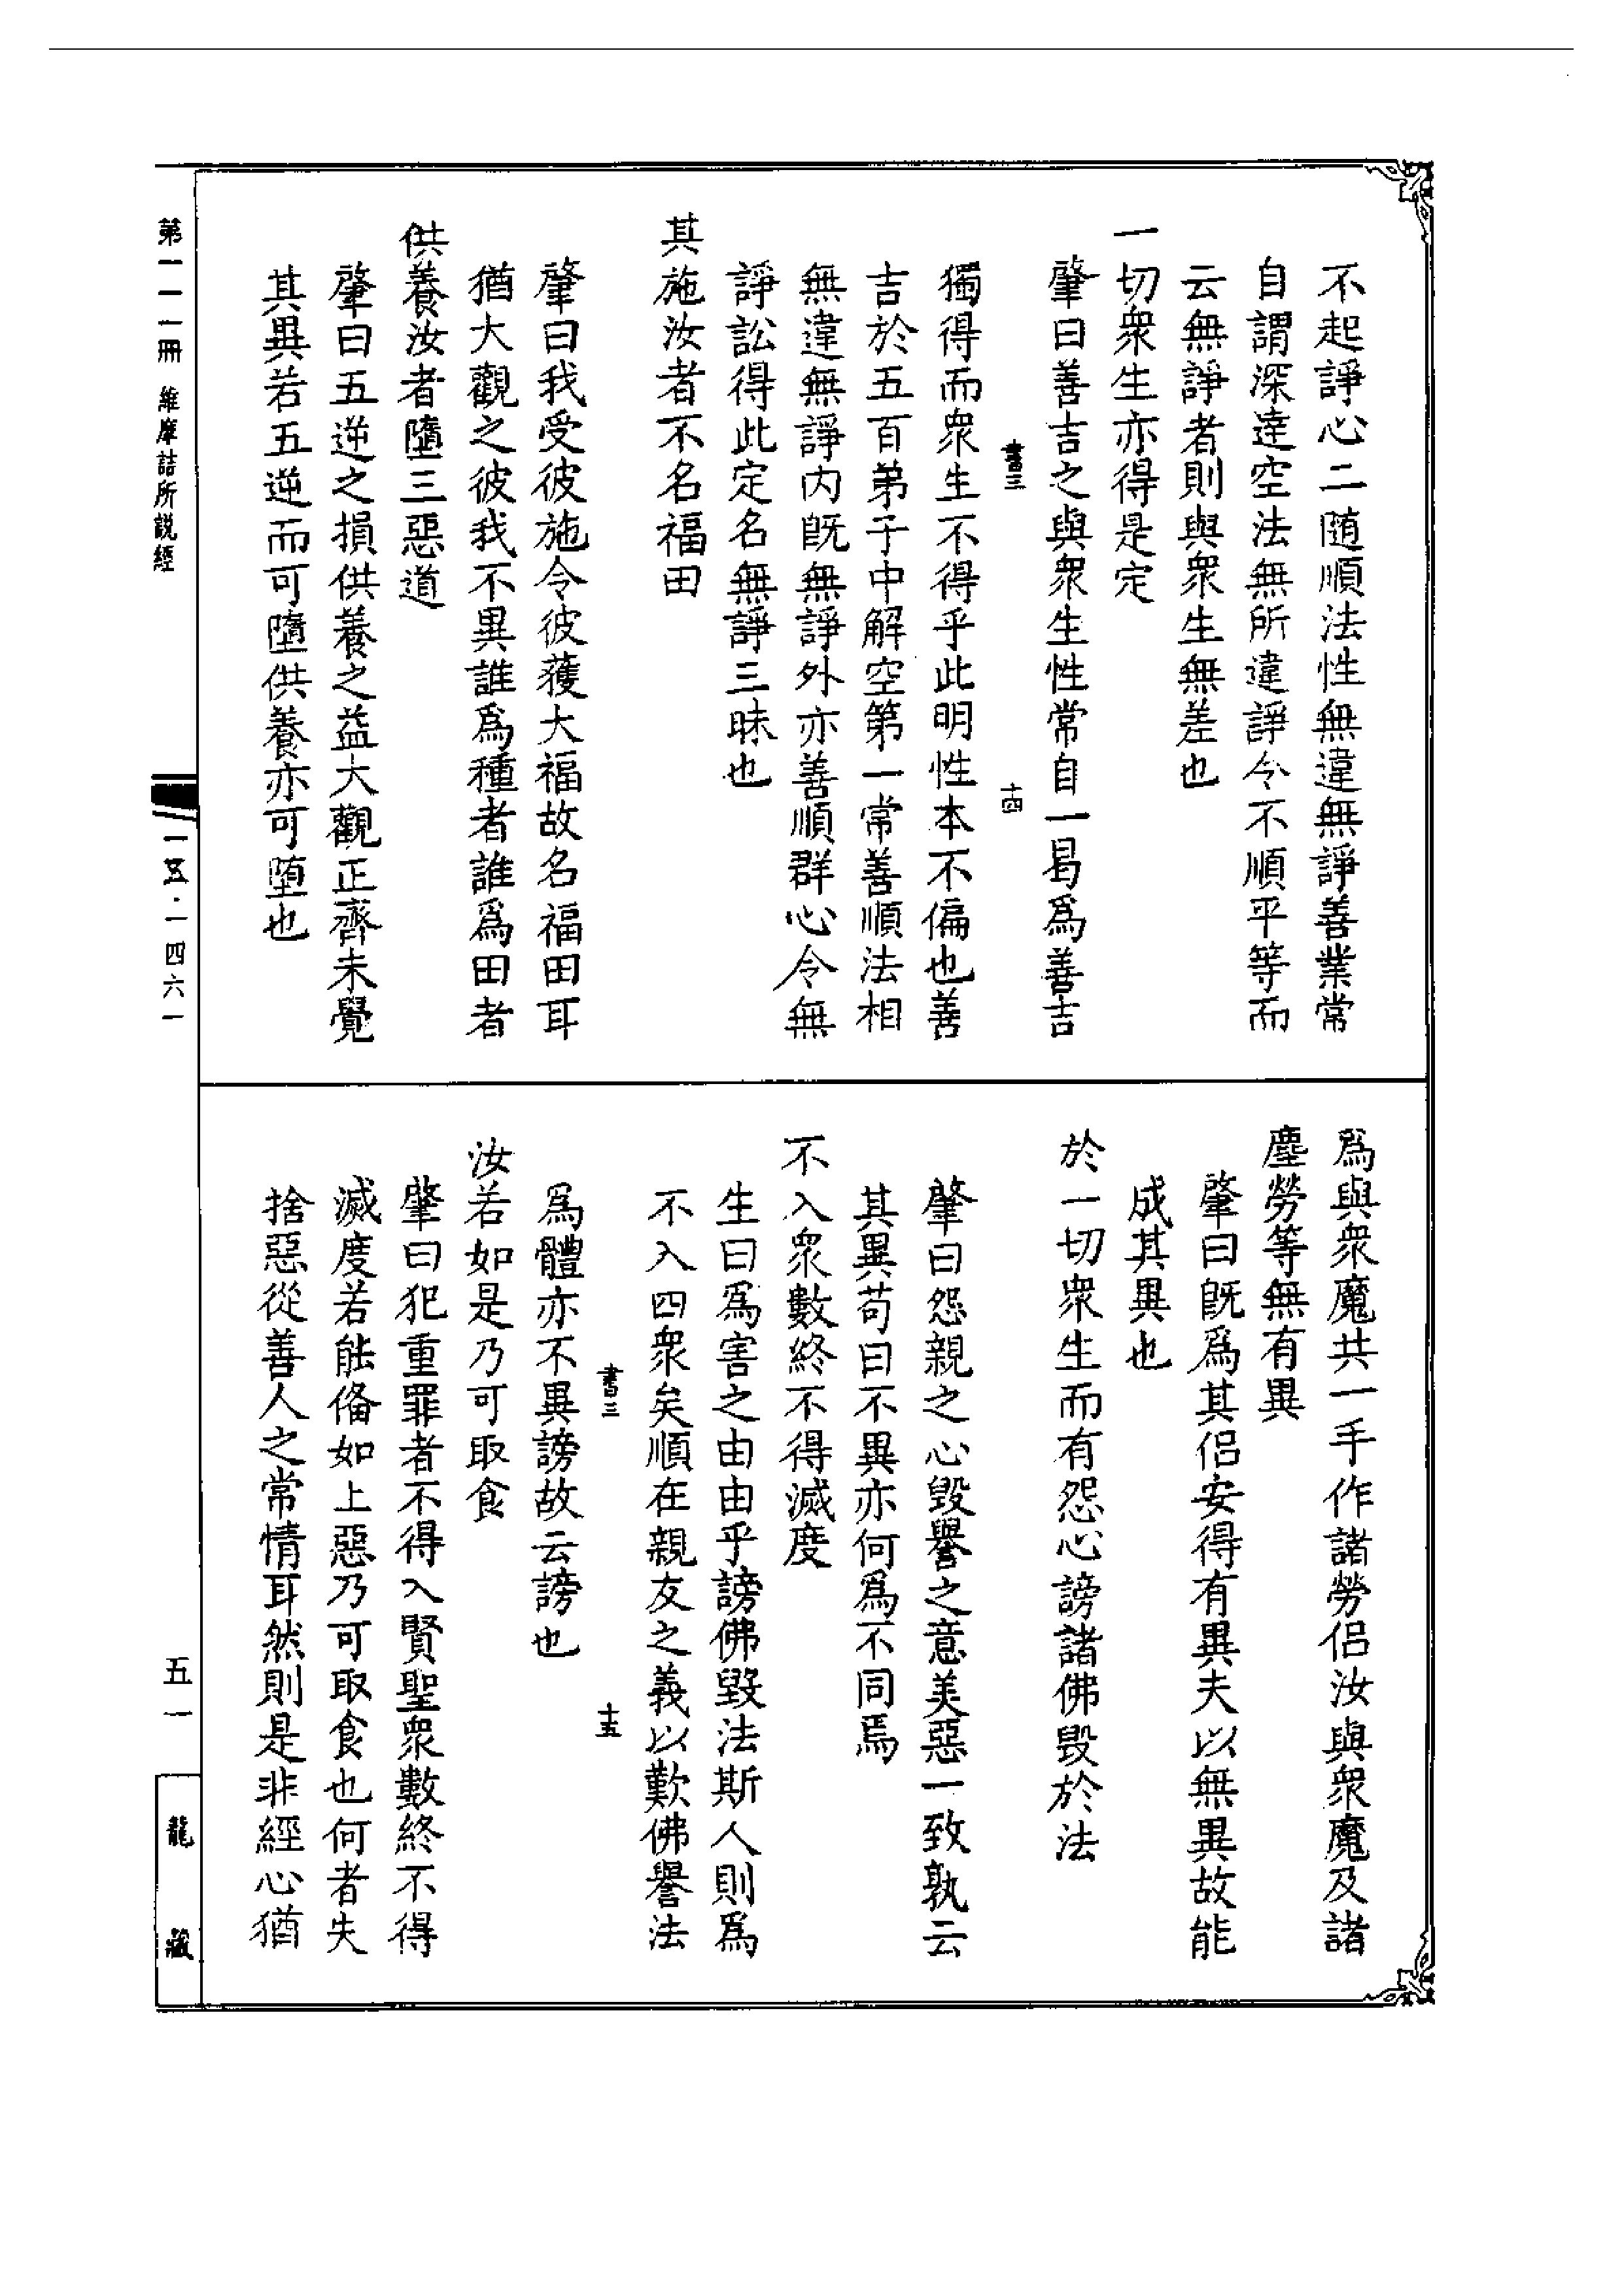 不起諍心二隨順法性無違無諍善業常
自謂深達空法無所違諍今不順平等而
云無諍者則與衆生無差也
一切衆生亦得是定
肇曰善吉之與衆生性常自一曷爲善吉
書三 十四
獨得而衆生不得乎此明性本不偏也善
吉於五百弟子中解空第一常善順法相
無違無諍內旣無諍外亦善順群心令無
諍訟得此定名無諍三昧也
其施汝者不名福田
肇曰我受彼施令彼獲大福故名福田耳
猶大觀之彼我不異誰爲種者誰爲田者
供養汝者墮三惡道
肇曰五逆之損供養之益大觀正齊未覺
其異若五逆而可墮供養亦可墮也
爲與衆魔共一手作諸勞侶汝與衆魔及諸
塵勞等無有異
肇曰旣爲其侶安得有異夫以無異故能
成其異也
於一切衆生而有怨心謗諸佛毀於法
肇曰怨親之心毀譽之意美惡一致孰云
其異苟曰不異亦何爲不同焉
不入衆數終不得滅度
生曰爲害之由由乎謗佛毀法斯人則爲
不入四衆矣順在親友之義以歎佛譽法
書三 十五
爲體亦不異謗故云謗也
汝若如是乃可取食
肇曰犯重罪者不得入賢聖衆數終不得
滅度若能俻如上惡乃可取食也何者失
捨惡從善人之常情耳然則是非經心猶
第一一一冊 維摩詰所説經
一五·一四六一
五一
龍藏